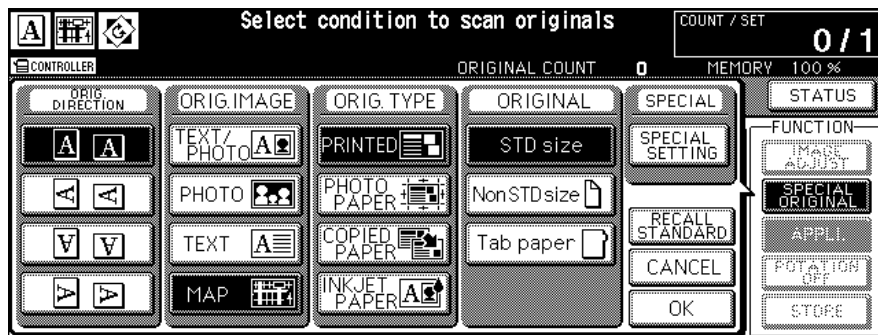 Select condition to scan originals
COUNT / SET
0 / 1
CONTROLLER
ORIGINAL COUNT 0 MEMORY 100 %
ORIG.
DIRECTION
A A
A A
A A
A A
ORIG.IMAGE
TEXT/
PHOTO A
PHOTO
TEXT A
MAP
ORIG. TYPE
PRINTED
PHOTO
PAPER
COPIED
PAPER
INKJET
PAPER A
ORIGINAL
STD size
NonSTDsize
Tab paper
SPECIAL
SPECIAL
SETTING
RECALL
STANDARD
CANCEL
OK
STATUS
FUNCTION
IMAGE
ADJUST
SPECIAL
ORIGINAL
APPLI.
ROTATION
OFF
STORE